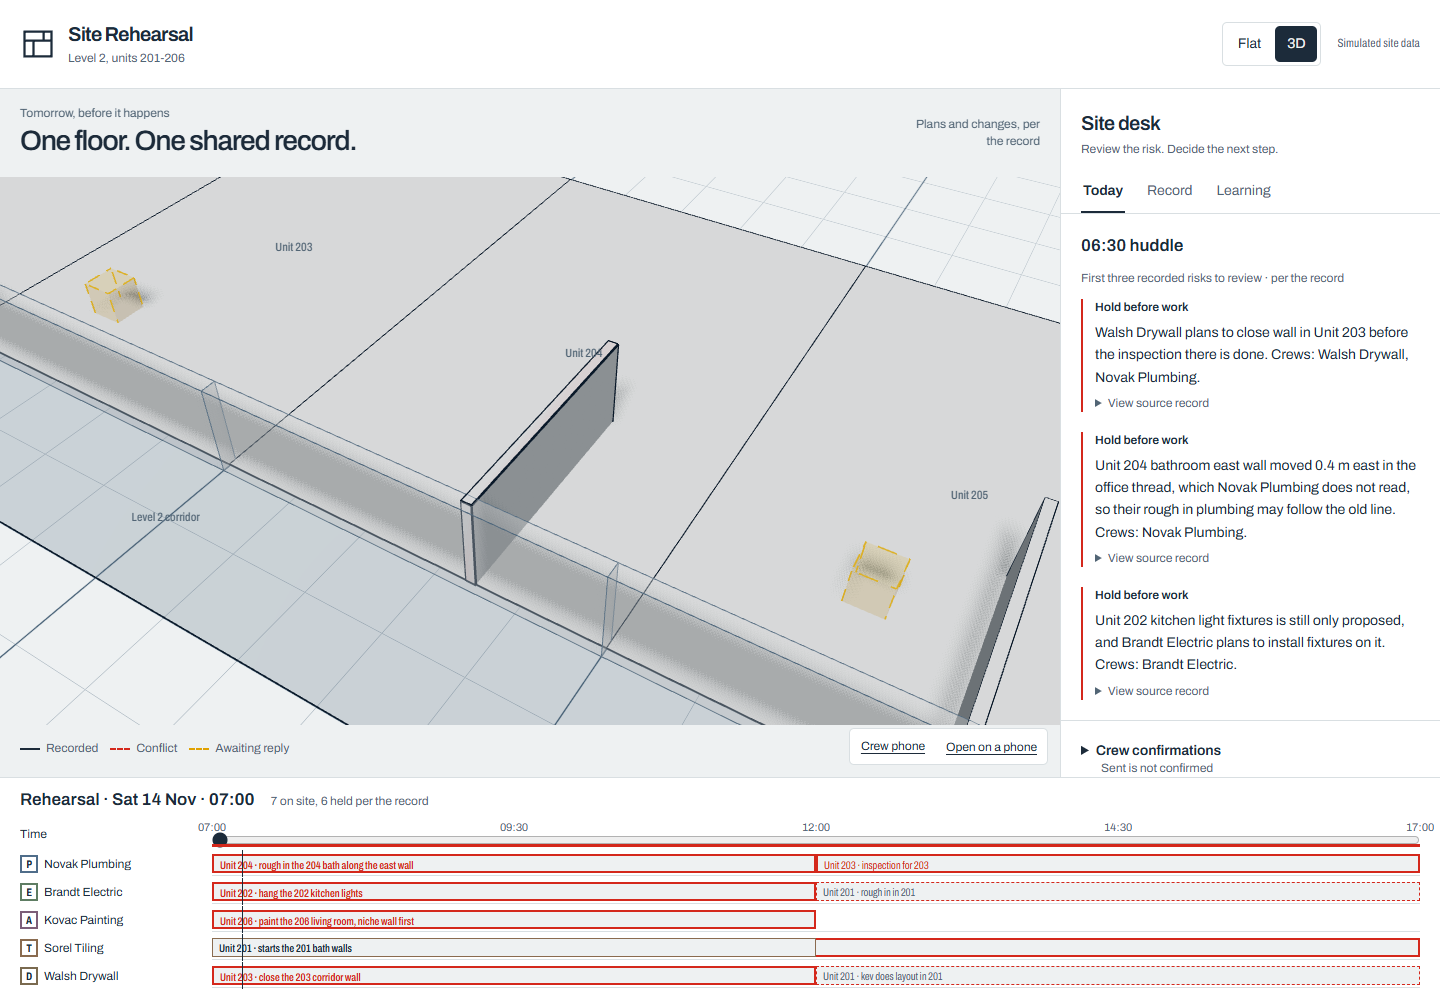 Site Rehearsal
Level 2, units 201-206
Flat
3D
Simulated site data
Tomorrow, before it happens
One floor. One shared record.
Plans and changes, per
the record
Unit 203
Unit 204
Unit 205
Level 2 corridor
Recorded
Conflict
Awaiting reply
Crew phone
Open on a phone
Site desk
Review the risk. Decide the next step.
Today
Record
Learning
06:30 huddle
First three recorded risks to review · per the record
Hold before work
Walsh Drywall plans to close wall in Unit 203 before
the inspection there is done. Crews: Walsh Drywall,
Novak Plumbing.
View source record
Hold before work
Unit 204 bathroom east wall moved 0.4 m east in the
office thread, which Novak Plumbing does not read,
so their rough in plumbing may follow the old line.
Crews: Novak Plumbing.
View source record
Hold before work
Unit 202 kitchen light fixtures is still only proposed,
and Brandt Electric plans to install fixtures on it.
Crews: Brandt Electric.
View source record
Crew confirmations
Sent is not confirmed
Rehearsal · Sat 14 Nov · 07:00
7 on site, 6 held per the record
Time
07:00
09:30
12:00
14:30
17:00
P
Novak Plumbing
Unit 204 · rough in the 204 bath along the east wall
Unit 203 · inspection for 203
E
Brandt Electric
Unit 202 · hang the 202 kitchen lights
Unit 201 · rough in in 201
A
Kovac Painting
Unit 206 · paint the 206 living room, niche wall first
T
Sorel Tiling
Unit 201 · starts the 201 bath walls
D
Walsh Drywall
Unit 203 · close the 203 corridor wall
Unit 201 · kev does layout in 201